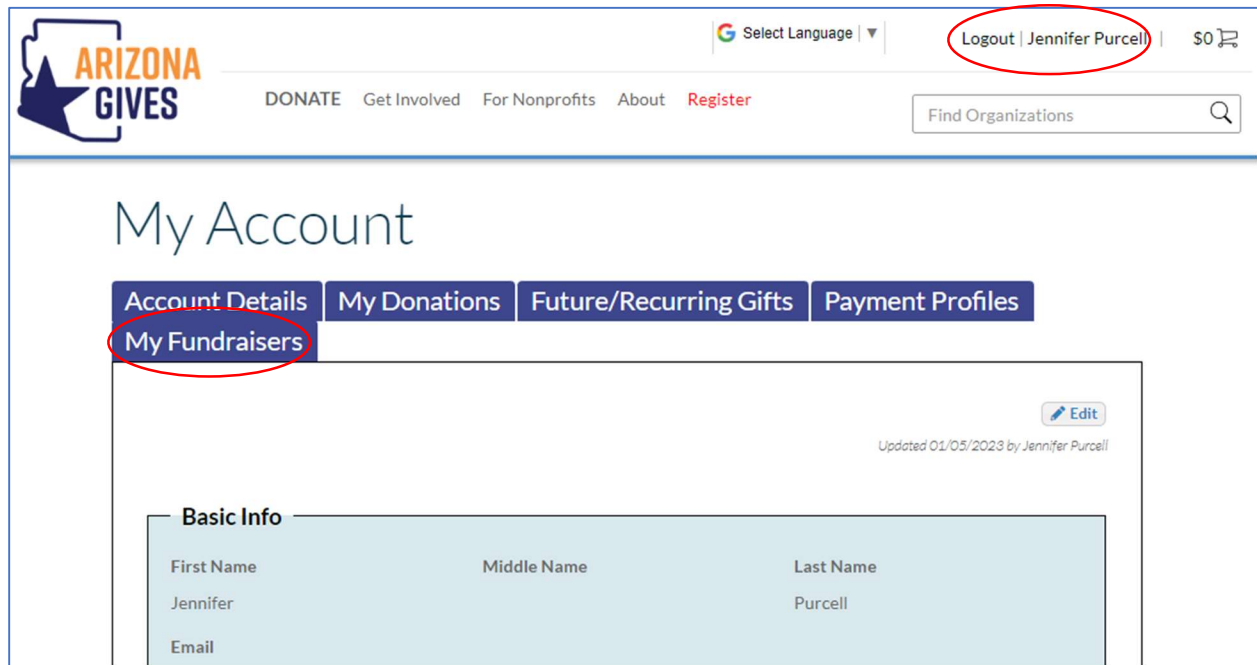 Select Language ▼
Logout | Jennifer Purcell |
$0
ARIZONA
GIVES
DONATE Get Involved For Nonprofits About Register
Find Organizations
My Account
Account Details My Donations Future/Recurring Gifts Payment Profiles
My Fundraisers
Edit
Updated 01/05/2023 by Jennifer Purcell
Basic Info
First Name Middle Name Last Name
Jennifer Purcell
Email